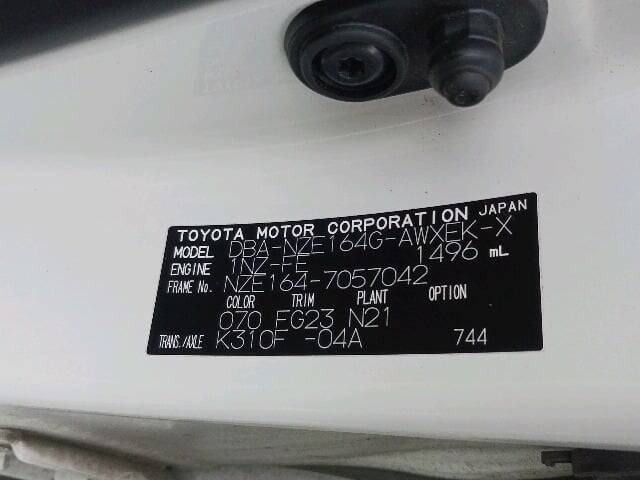 TOYOTA MOTOR CORPORATION JAPAN
MODEL DBA-NZE164G-AWXEK-X
ENGINE 1NZ-FE 1496 mL
FRAME No. NZE164-7057042
COLOR TRIM PLANT OPTION
070 FG23 N21
TRANS./AXLE K310F -04A 744